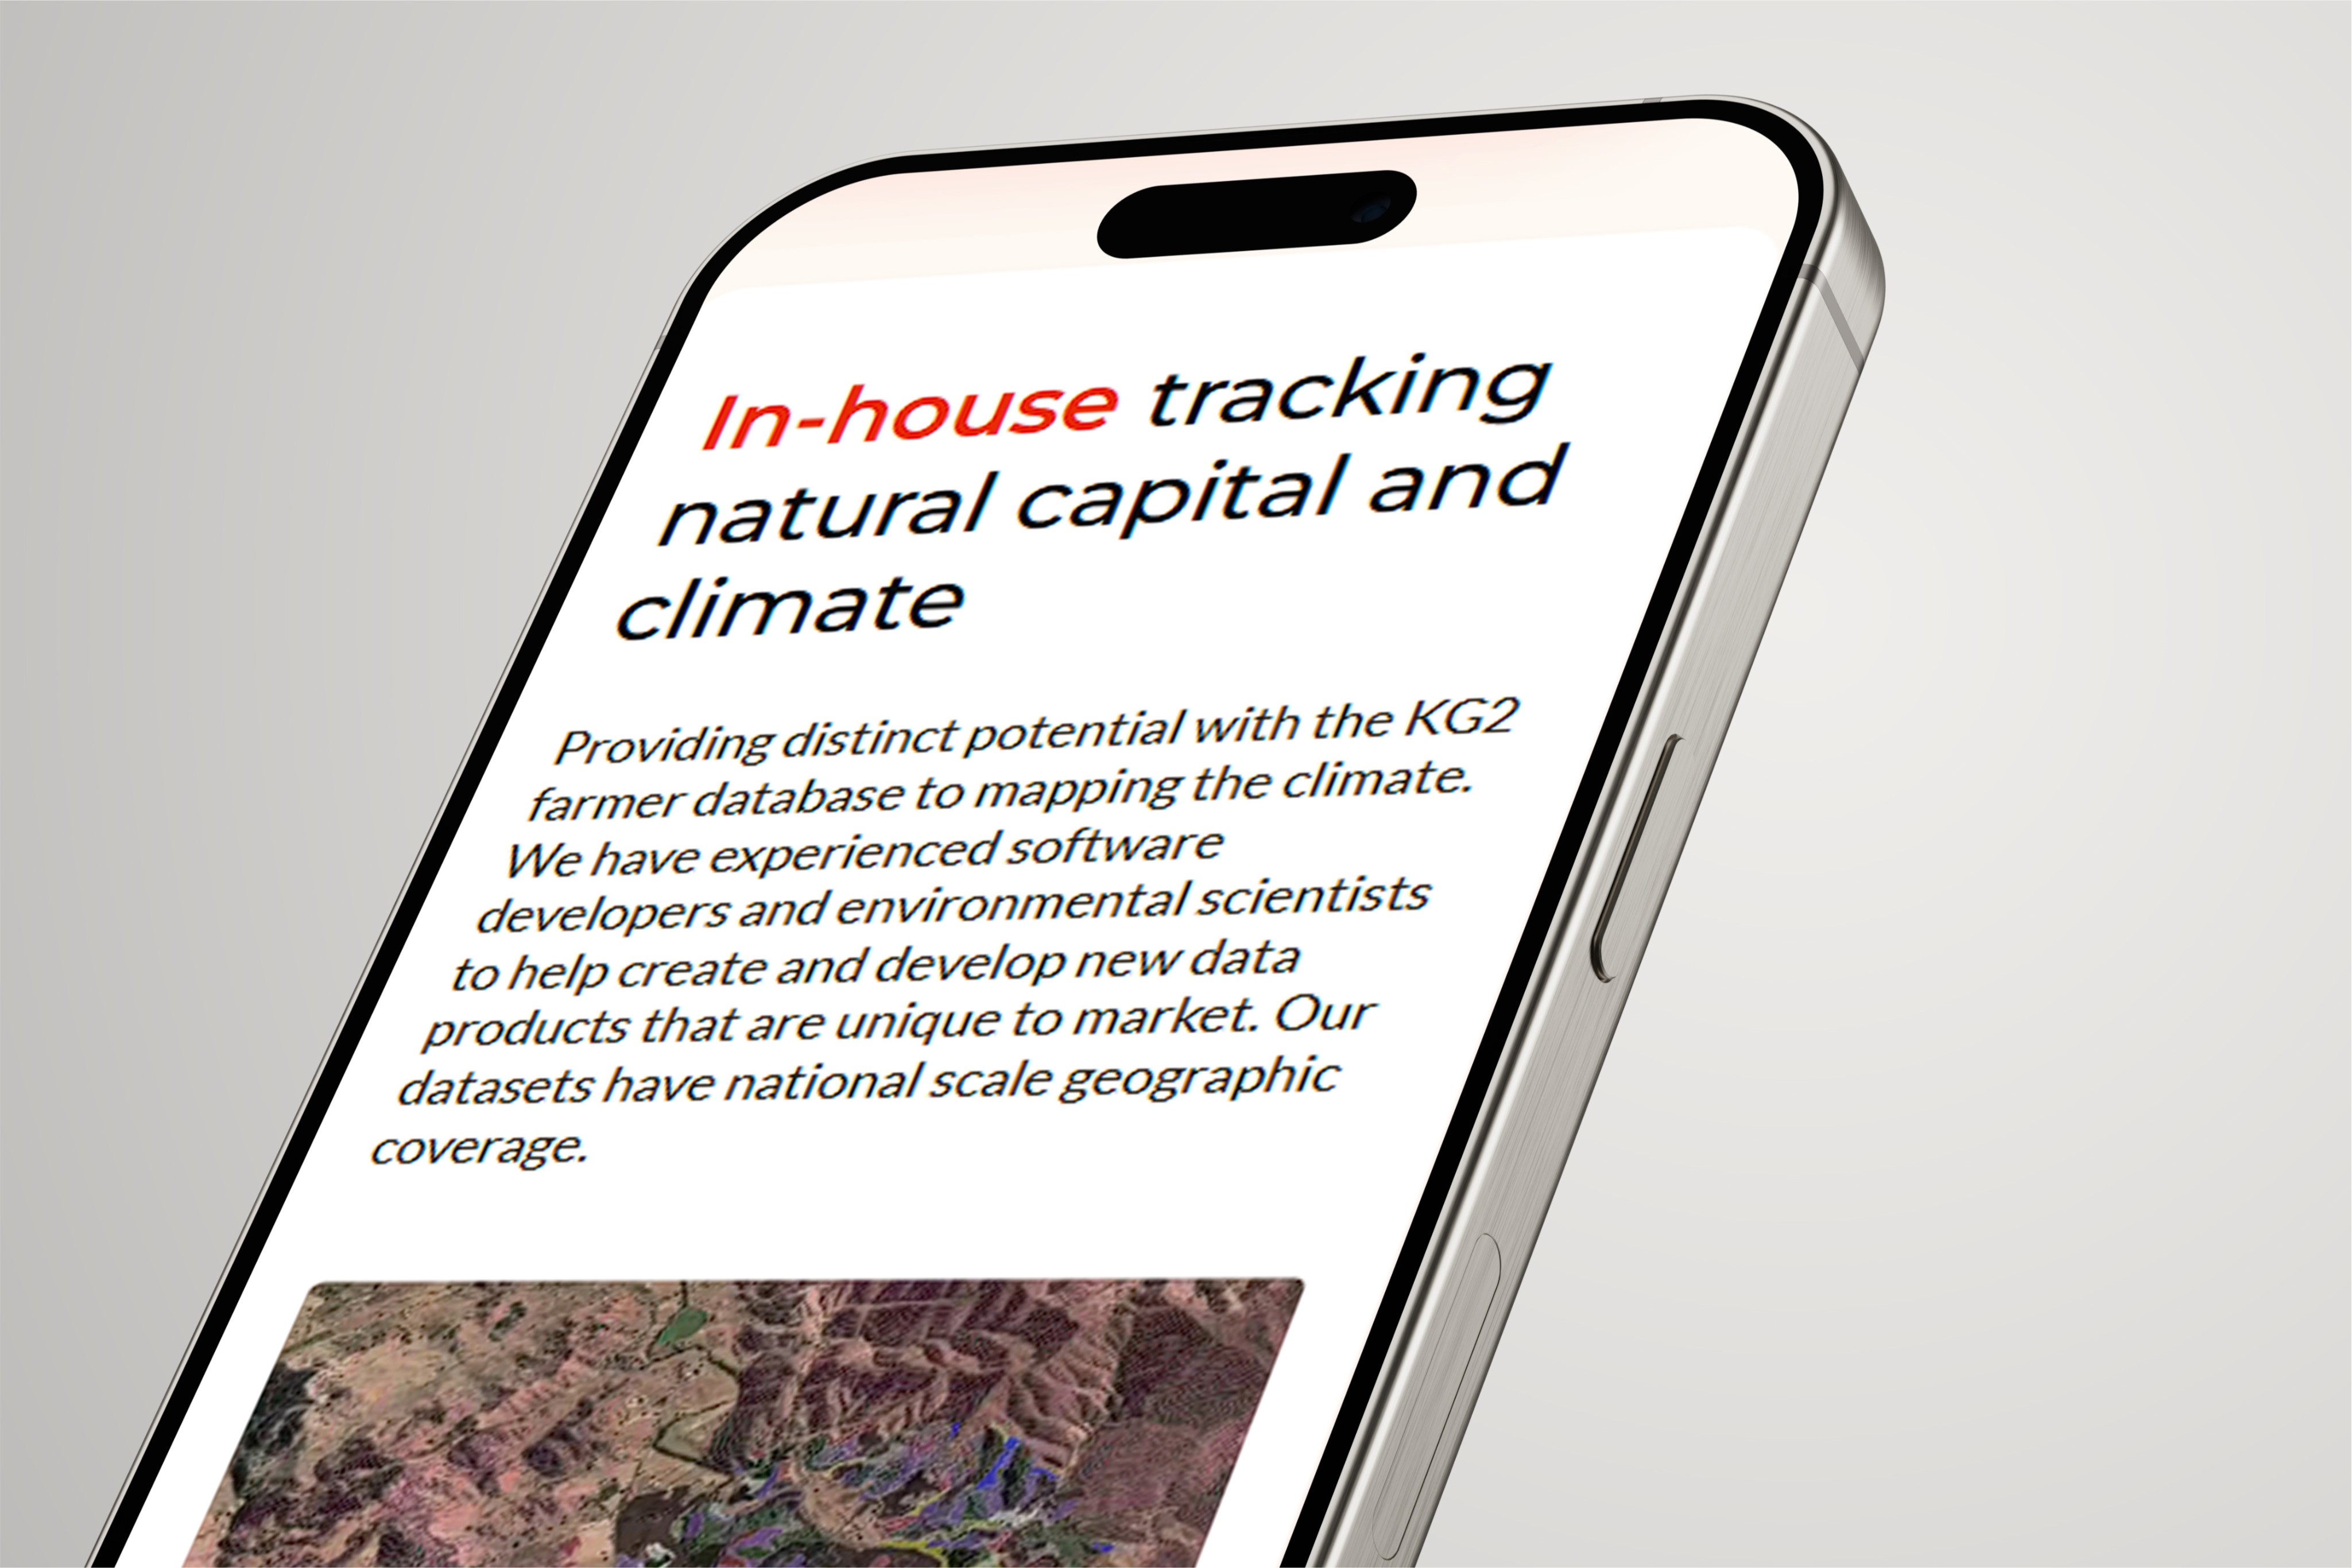 In-house tracking
natural capital and
climate
Providing distinct potential with the KG2
farmer database to mapping the climate.
We have experienced software
developers and environmental scientists
to help create and develop new data
products that are unique to market. Our
datasets have national scale geographic
coverage.